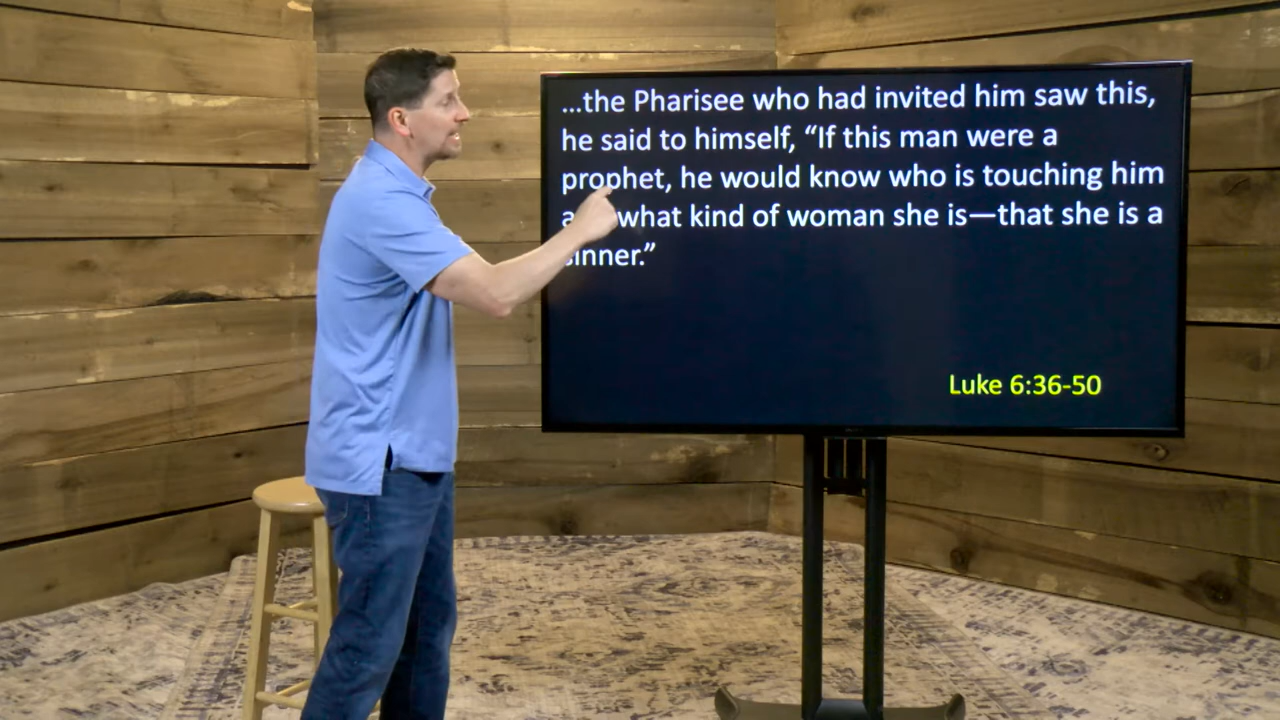 ...the Pharisee who had invited him saw this,
he said to himself, “If this man were a
prophet, he would know who is touching him
what kind of woman she is—that she is a
sinner.”
Luke 6:36-50